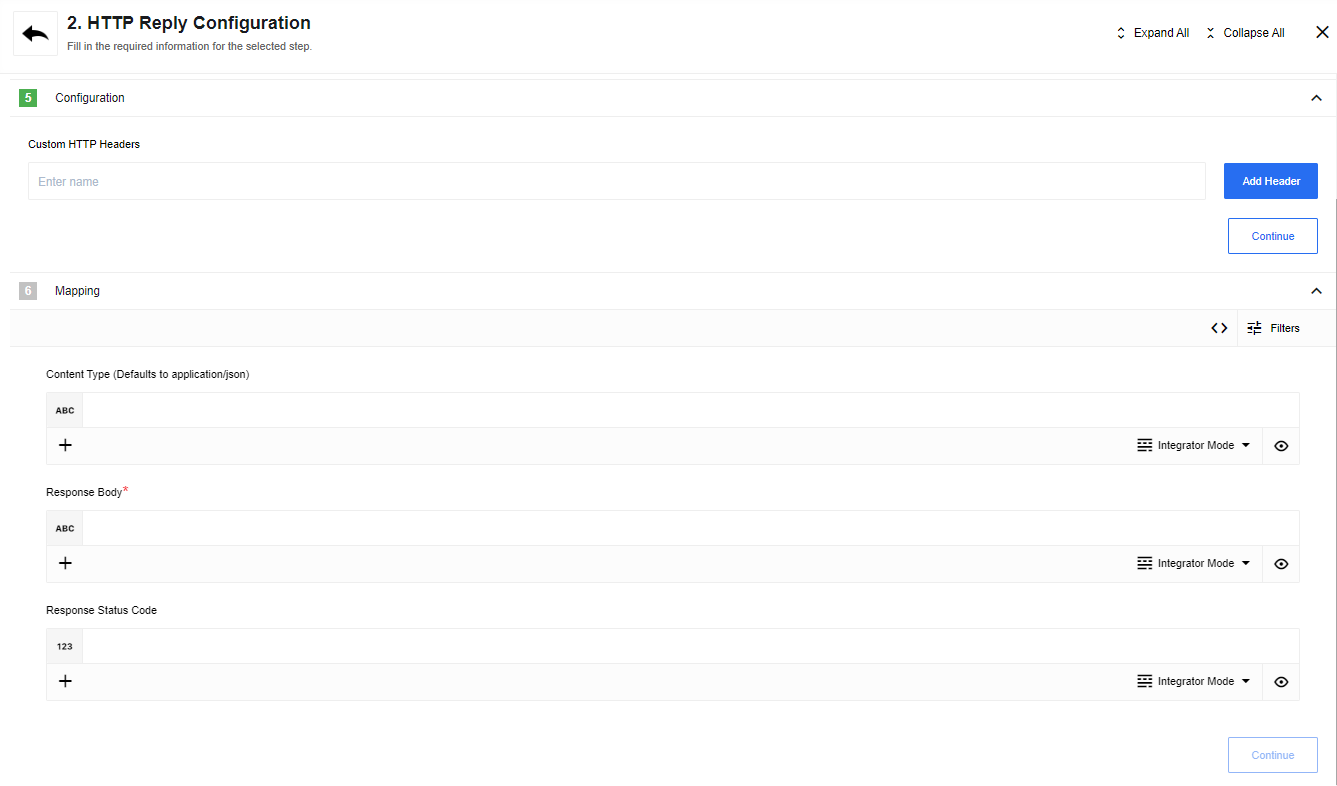 2. HTTP Reply Configuration
Fill in the required information for the selected step.
Expand All
Collapse All
5 Configuration
Custom HTTP Headers
Enter name
Add Header
Continue
6 Mapping
Filters
Content Type (Defaults to application/json)
ABC
Integrator Mode
Response Body*
ABC
Integrator Mode
Response Status Code
123
Integrator Mode
Continue